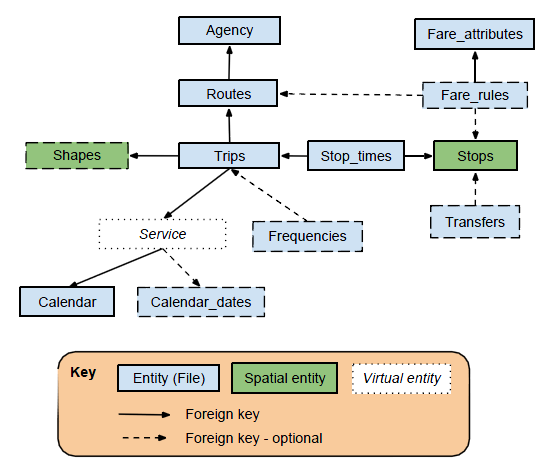 Agency
Fare_attributes
Routes
Fare_rules
Shapes
Trips
Stop_times
Stops
Service
Frequencies
Transfers
Calendar
Calendar_dates
Key
Entity (File)
Spatial entity
Virtual entity
Foreign key
Foreign key - optional